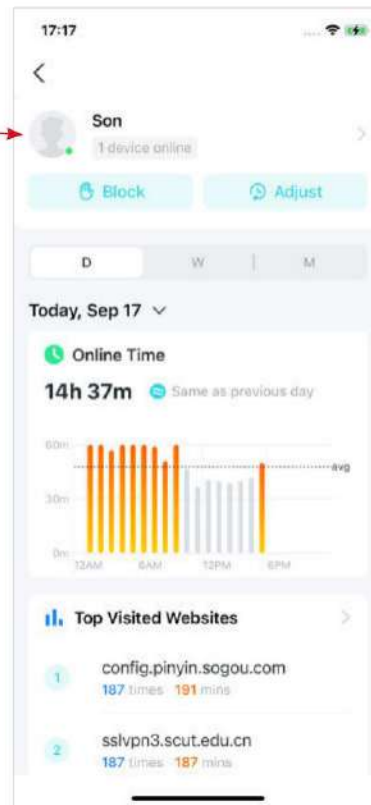 17:17
Son
1 device online
Block
Adjust
D
W
M
Today, Sep 17
Online Time
14h 37m
Same as previous day
60m
avg
30m
0m
12AM 6AM 12PM 6PM
Top Visited Websites
1
config.pinyin.sogou.com
187 times 191 mins
2
sslvpn3.scut.edu.cn
187 times 187 mins